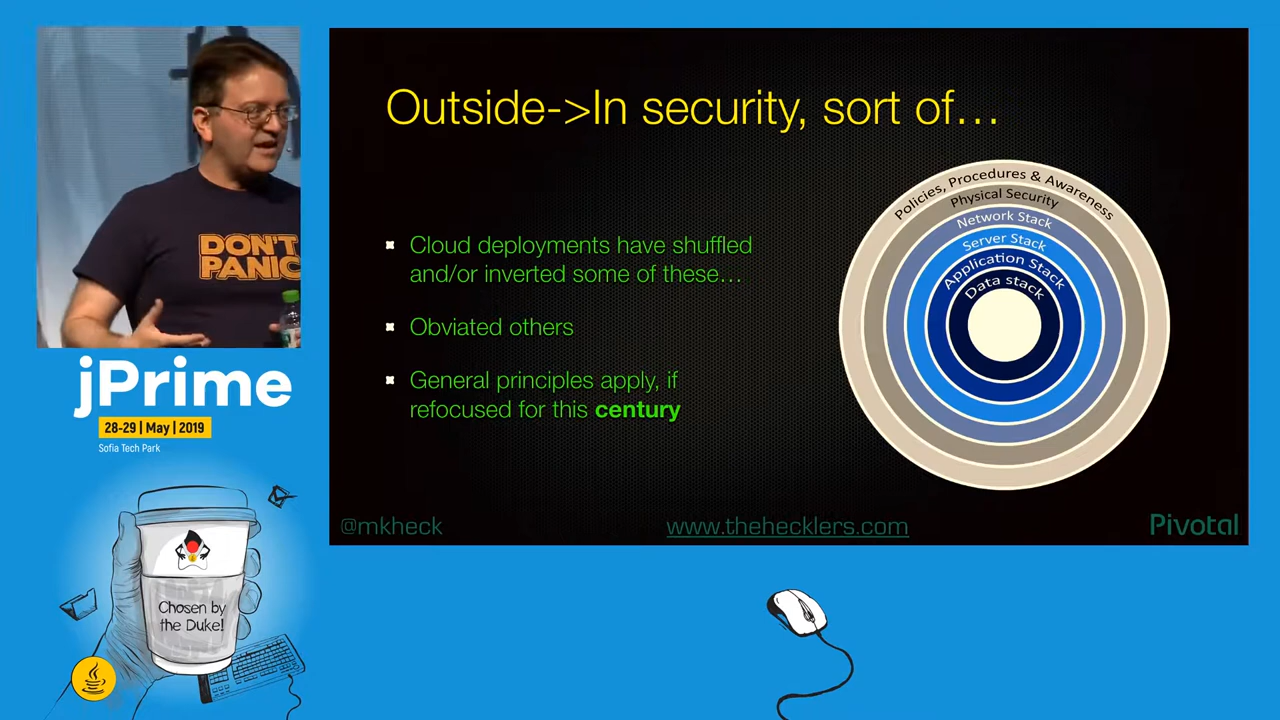 Outside->In security, sort of…
Cloud deployments have shuffled
and/or inverted some of these…
Obviated others
General principles apply, if
refocused for this century
Policies, Procedures & Awareness
Physical Security
Network Stack
Server Stack
Application Stack
Data stack
@mkheck
www.thehecklers.com
Pivotal
DON'T
PANIC
jPrime
28-29 | May | 2019
Sofia Tech Park
Chosen by
the Duke!